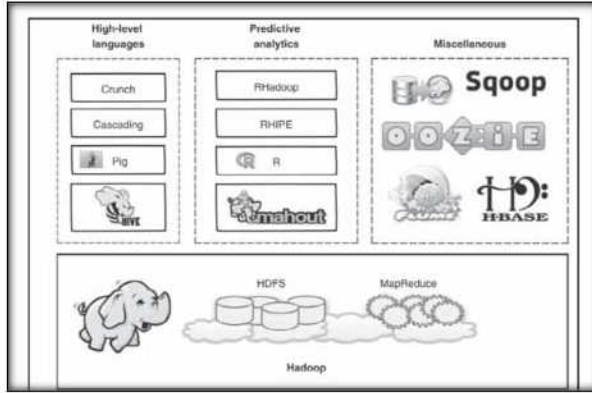 High-level
languages
Crunch
Cascading
Pig
HIVE
Predictive
analytics
RHadoop
RHIPE
R R
mahout
Miscellaneous
Sqoop
OOZiE
flume
H
H-BASE
HDFS
MapReduce
Hadoop